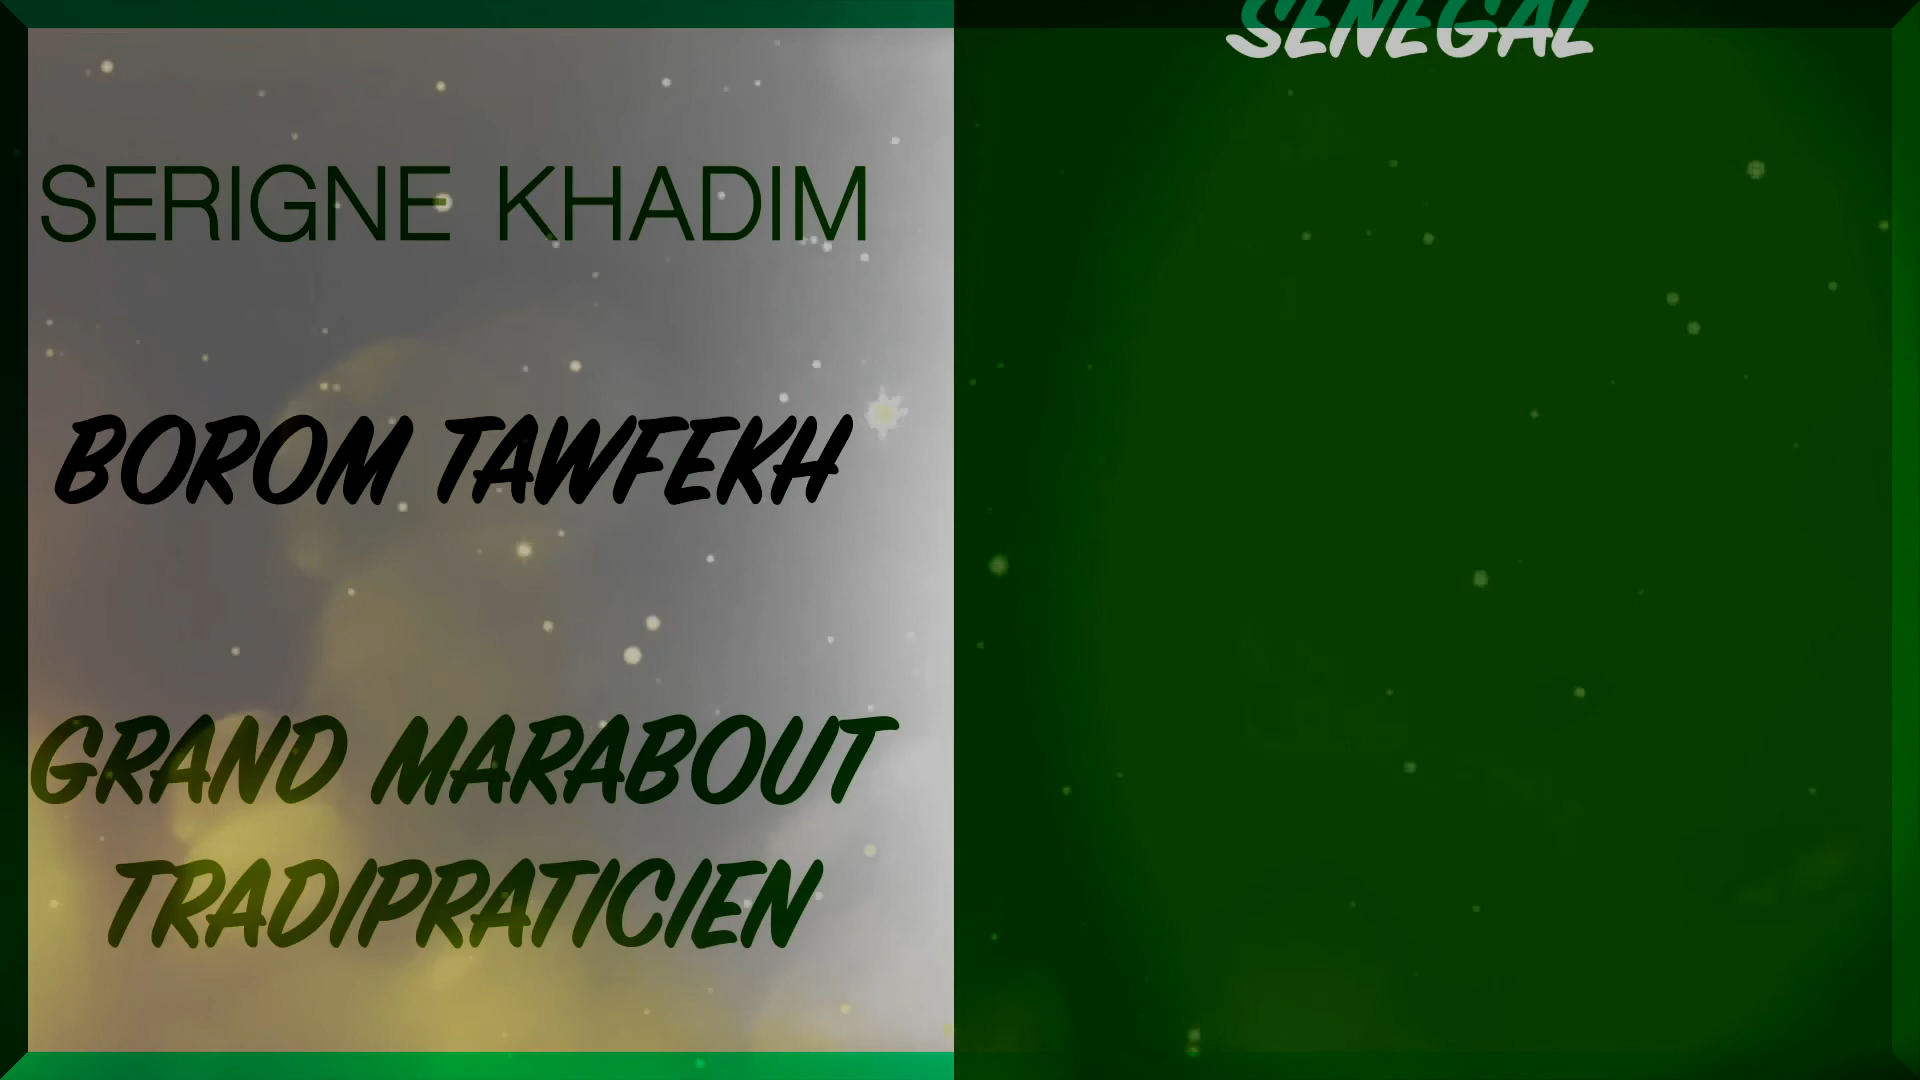 SERIGNE KHADIM
BOROM TAWFEKH
GRAND MARABOUT
TRADIPRATICIEN
SENEGAL